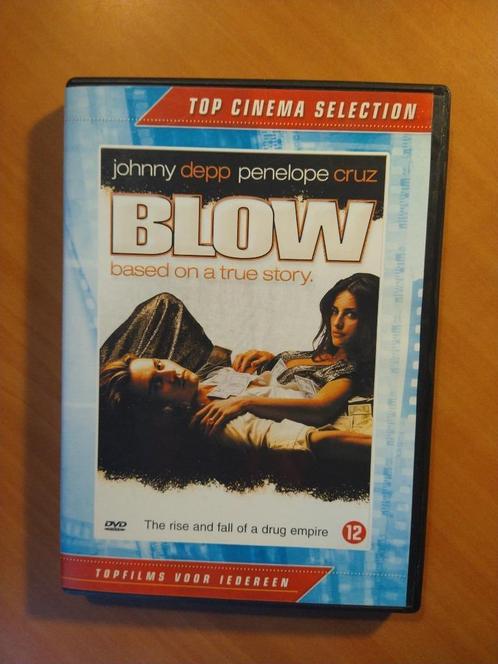 TOP CINEMA SELECTION
johnny depp penelope cruz
BLOW
based on a true story.
DVD
The rise and fall of a drug empire
12
TOPFILMS VOOR IEDEREEN